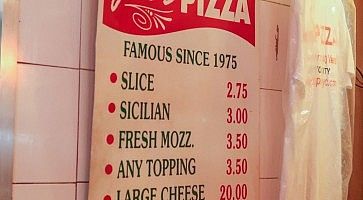 PIZZA
FAMOUS SINCE 1975
• SLICE 2.75
• SICILIAN 3.00
• FRESH MOZZ. 3.50
• ANY TOPPING 3.50
• LARGE CHEESE 20.00